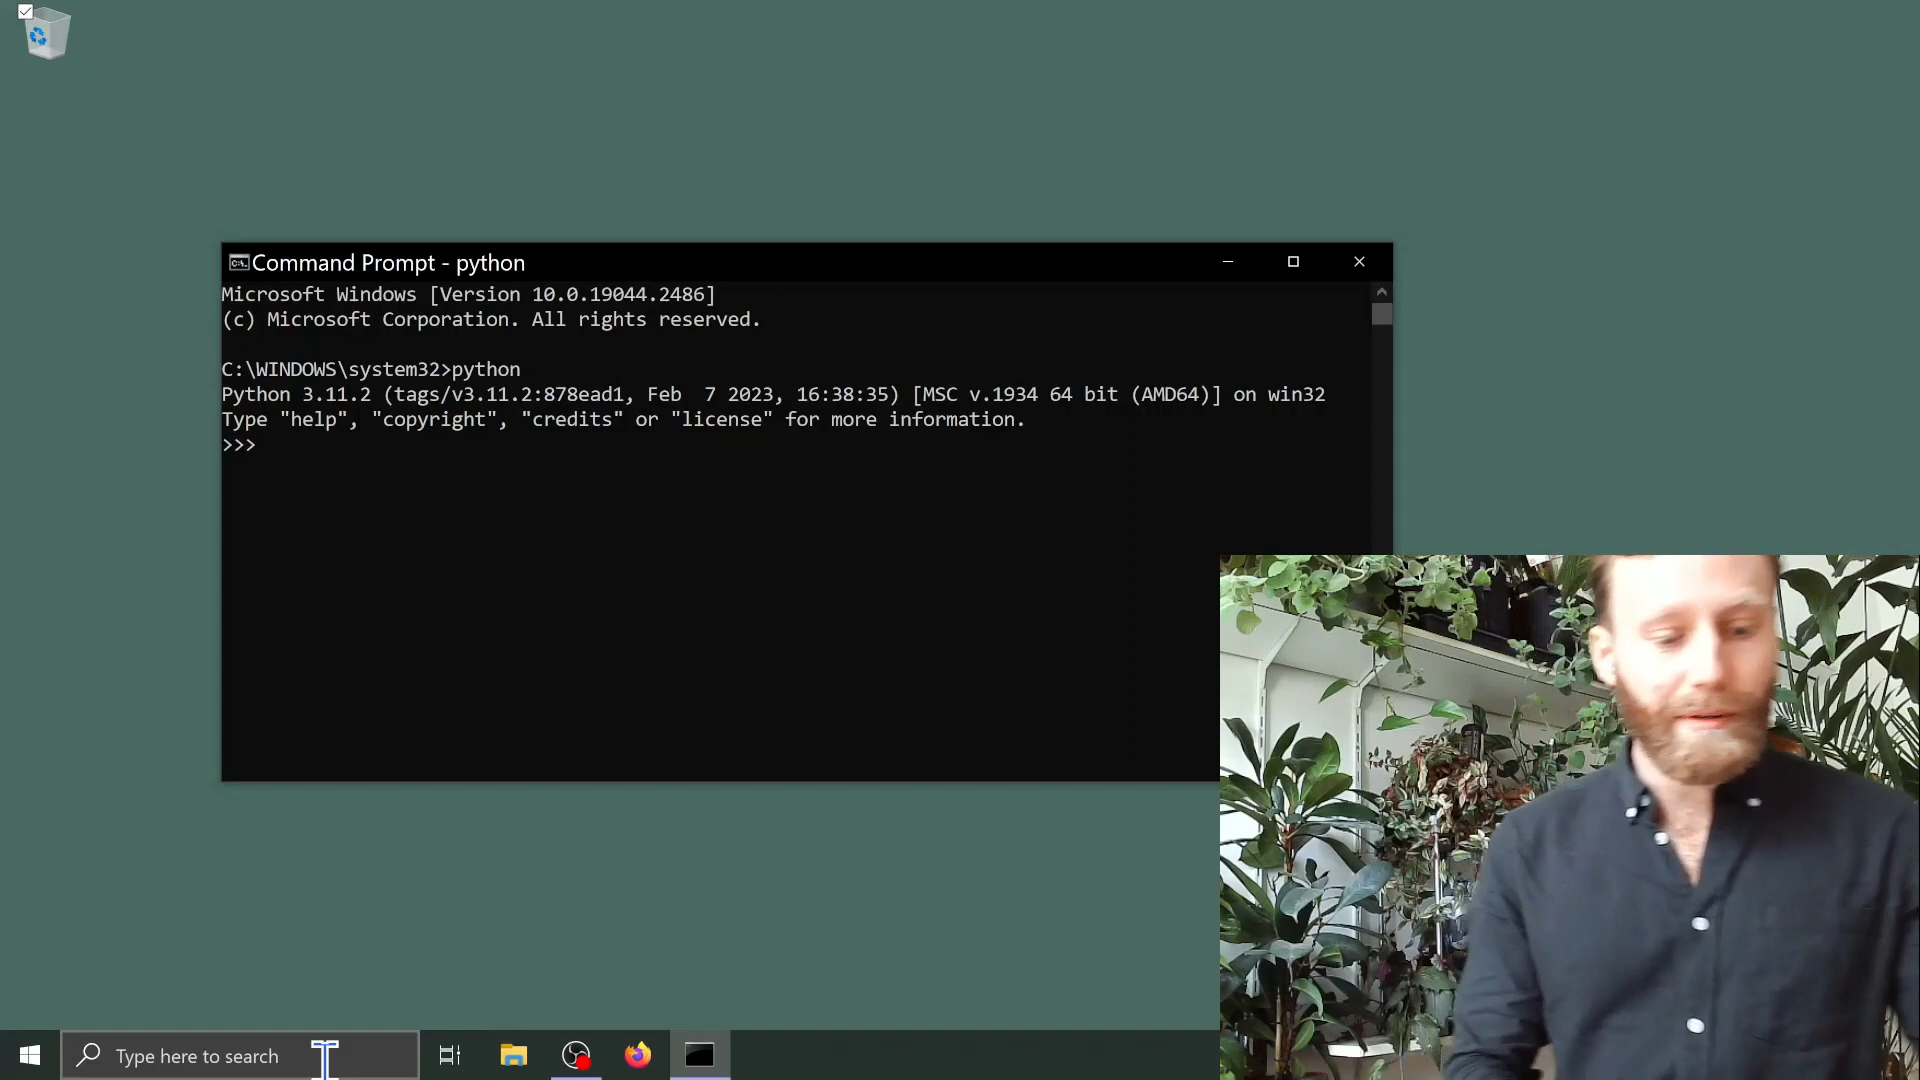 Command Prompt - python
Microsoft Windows [Version 10.0.19044.2486]
(c) Microsoft Corporation. All rights reserved.
C:\WINDOWS\system32>python
Python 3.11.2 (tags/v3.11.2:878ead1, Feb  7 2023, 16:38:35) [MSC v.1934 64 bit (AMD64)] on win32
Type "help", "copyright", "credits" or "license" for more information.
>>>
Type here to search